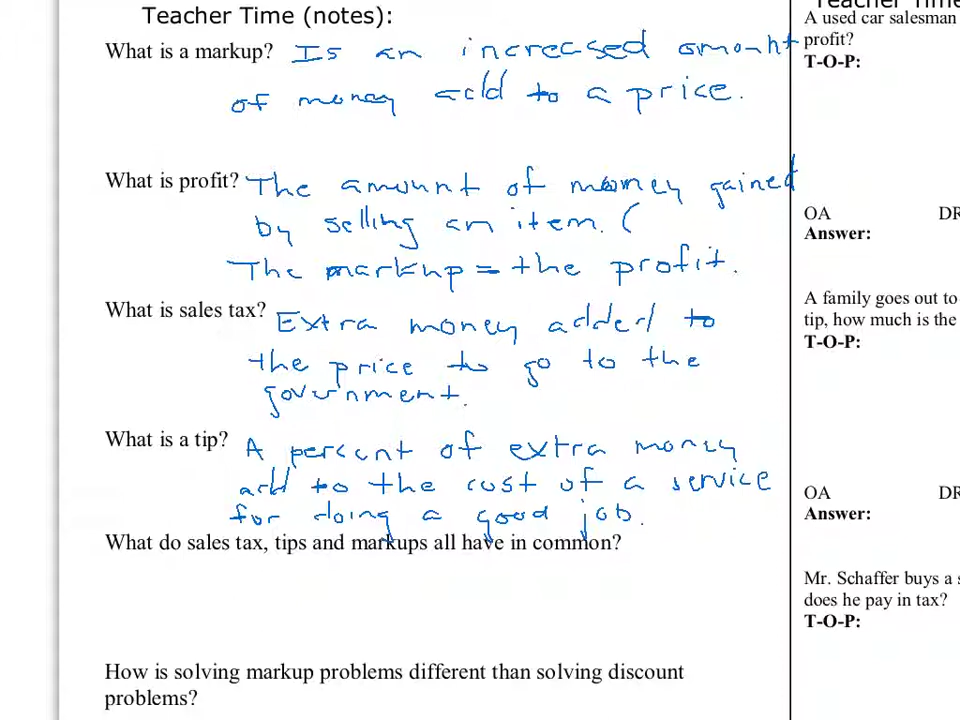 Teacher Time (notes):
What is a markup? Is an increased amount
of money add to a price.
What is profit? The amount of money gained
by selling an item. (
The markup = the profit.
What is sales tax? Extra money added to
the price to go to the
government.
What is a tip? A percent of extra money
add to the cost of a service
for doing a good job.
What do sales tax, tips and markups all have in common?
How is solving markup problems different than solving discount
problems?
Teacher Time
A used car salesman
profit?
T-O-P:
OA DR
Answer:
A family goes out to
tip, how much is the
T-O-P:
OA DR
Answer:
Mr. Schaffer buys a s
does he pay in tax?
T-O-P: